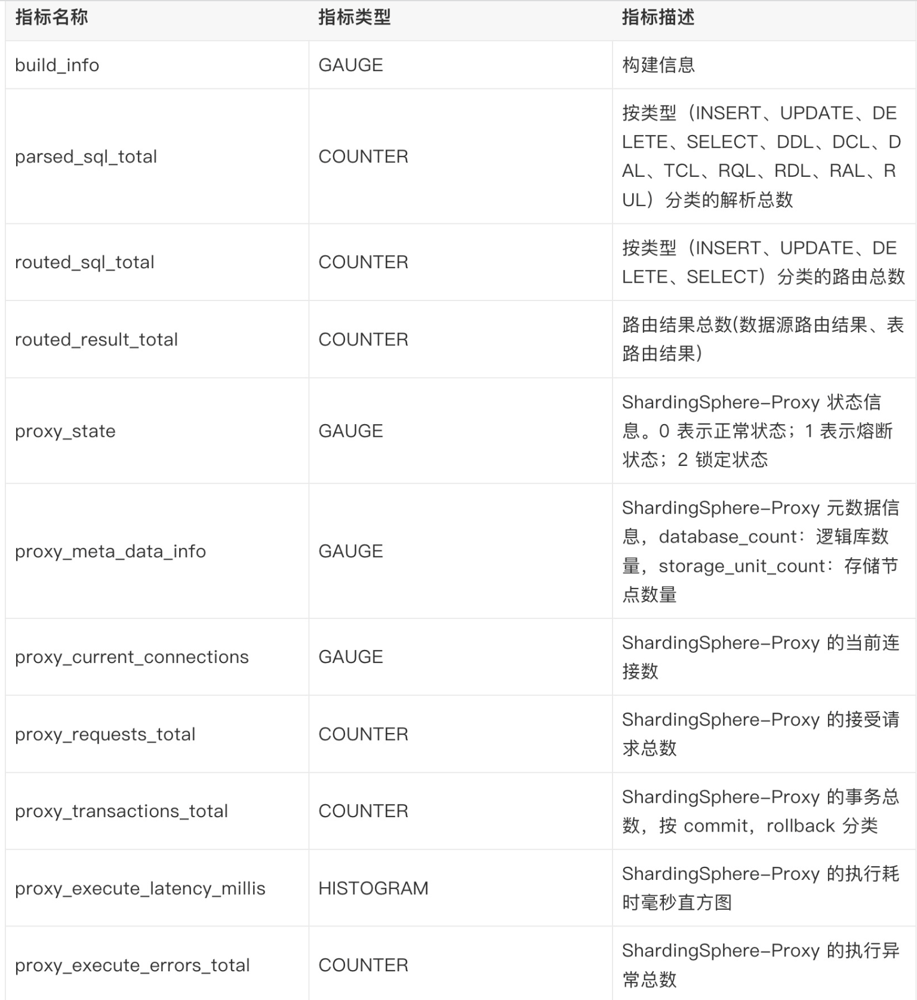 指标名称 指标类型 指标描述
build_info GAUGE 构建信息
parsed_sql_total COUNTER 按类型（INSERT、UPDATE、DE
LETE、SELECT、DDL、DCL、D
AL、TCL、RQL、RDL、RAL、R
UL）分类的解析总数
routed_sql_total COUNTER 按类型（INSERT、UPDATE、DE
LETE、SELECT）分类的路由总数
routed_result_total COUNTER 路由结果总数(数据源路由结果、表
路由结果)
proxy_state GAUGE ShardingSphere-Proxy 状态信
息。0 表示正常状态；1 表示熔断
状态；2 锁定状态
proxy_meta_data_info GAUGE ShardingSphere-Proxy 元数据信
息，database_count：逻辑库数
量，storage_unit_count：存储节
点数量
proxy_current_connections GAUGE ShardingSphere-Proxy 的当前连
接数
proxy_requests_total COUNTER ShardingSphere-Proxy 的接受请
求总数
proxy_transactions_total COUNTER ShardingSphere-Proxy 的事务总
数，按 commit，rollback 分类
proxy_execute_latency_millis HISTOGRAM ShardingSphere-Proxy 的执行耗
时毫秒直方图
proxy_execute_errors_total COUNTER ShardingSphere-Proxy 的执行异
常总数